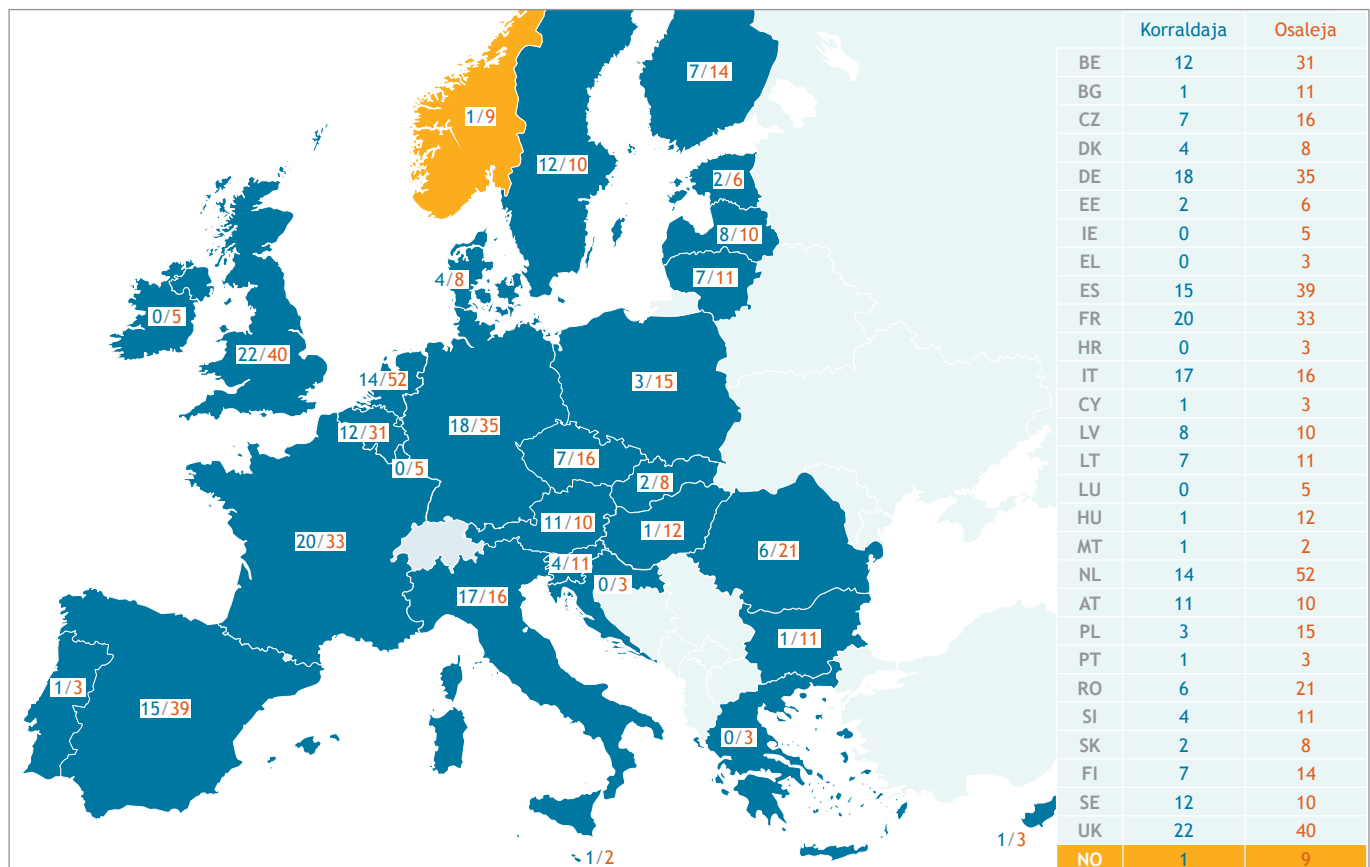 Korraldaja Osaleja
BE 12 31
BG 1 11
CZ 7 16
DK 4 8
DE 18 35
EE 2 6
IE 0 5
EL 0 3
ES 15 39
FR 20 33
HR 0 3
IT 17 16
CY 1 3
LV 8 10
LT 7 11
LU 0 5
HU 1 12
MT 1 2
NL 14 52
AT 11 10
PL 3 15
PT 1 3
RO 6 21
SI 4 11
SK 2 8
FI 7 14
SE 12 10
UK 22 40
NO 1 9
7/14
1/9
12/10
2/6
8/10
4/8
7/11
0/5
22/40
14/52
3/15
12/31
18/35
7/16
0/5
2/8
11/10
1/12
20/33
6/21
4/11
0/3
17/16
1/11
1/3
15/39
0/3
1/3
1/2